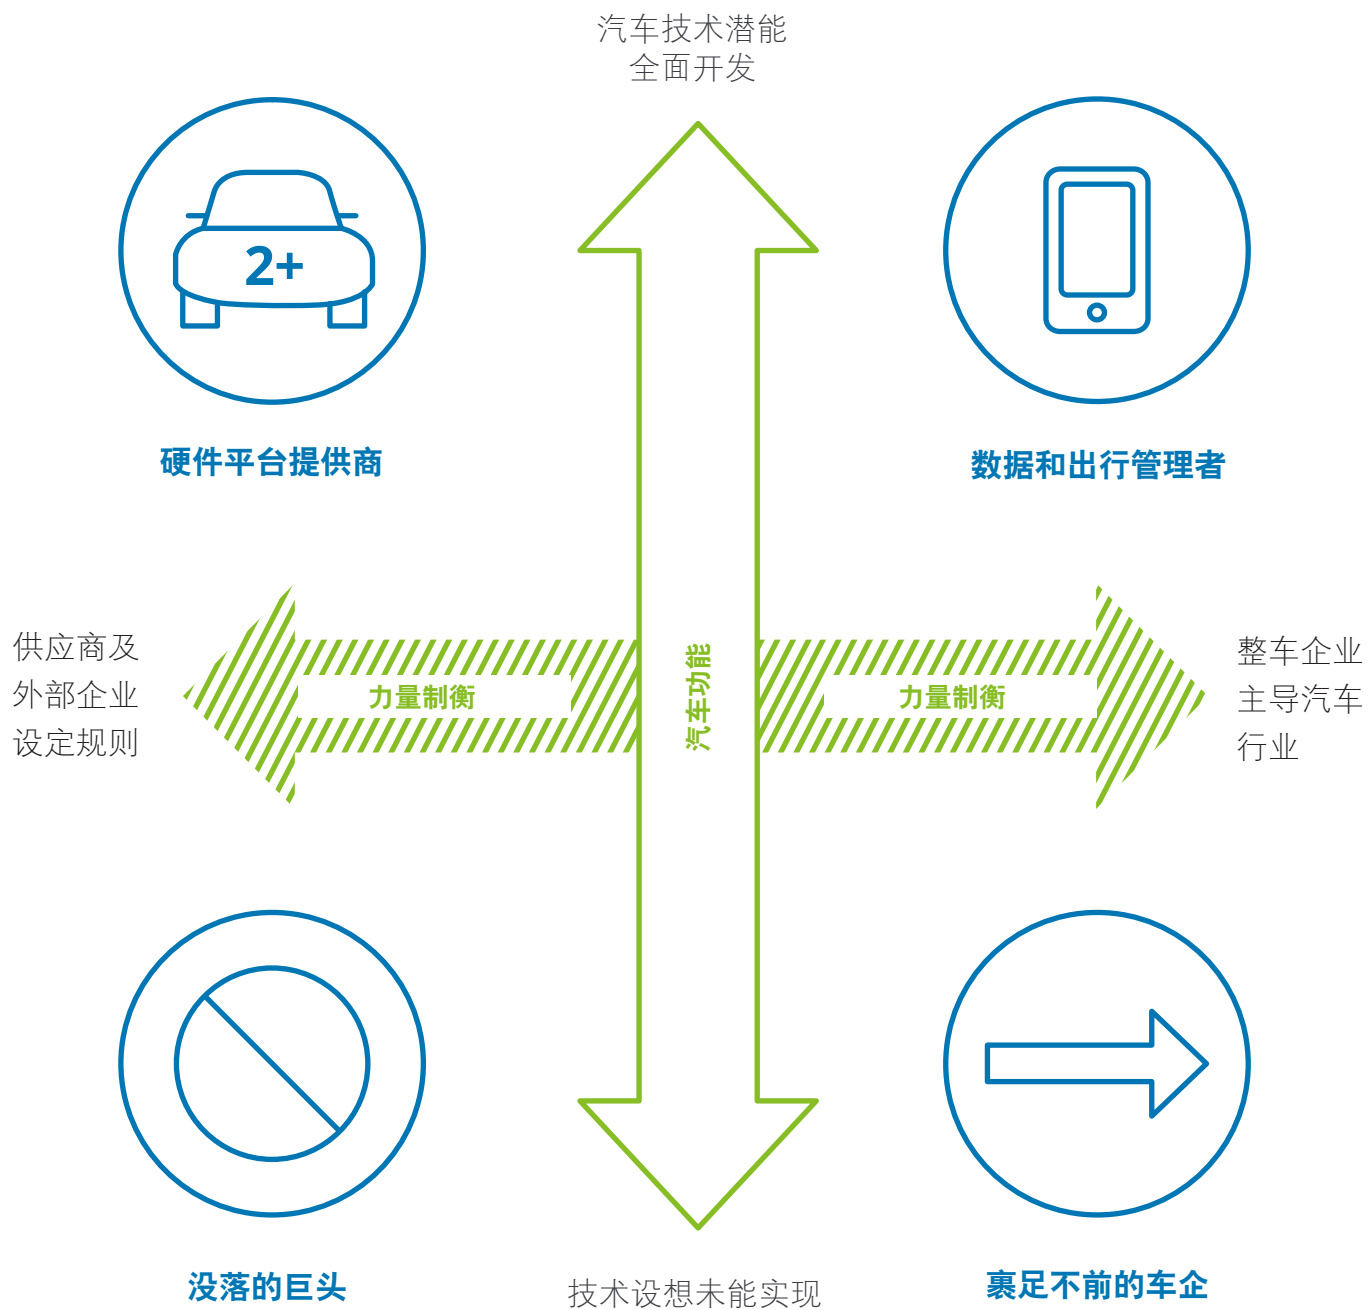 汽车技术潜能
全面开发
2+
硬件平台提供商
数据和出行管理者
供应商及
外部企业
设定规则
力量制衡
汽车功能
力量制衡
整车企业
主导汽车
行业
没落的巨头
技术设想未能实现
裹足不前的车企